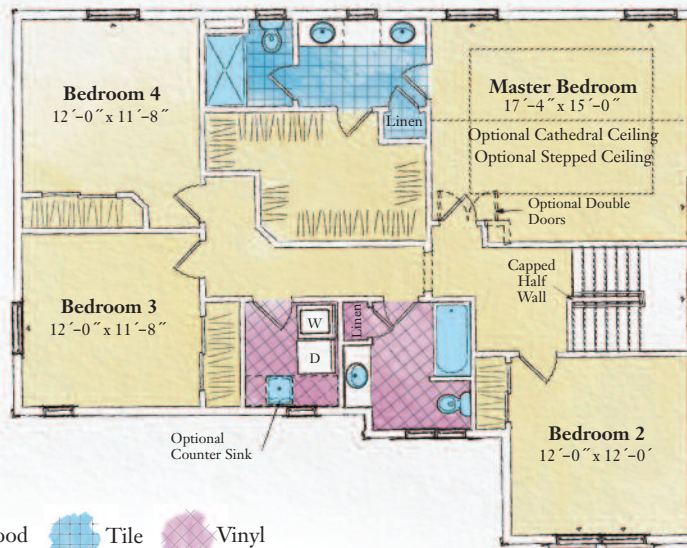 Bedroom 4
12´-0˝ x 11´-8˝
Master Bedroom
17´-4˝ x 15´-0˝
Linen
Optional Cathedral Ceiling
Optional Stepped Ceiling
Optional Double
Doors
Capped
Half
Wall
Bedroom 3
12´-0˝ x 11´-8˝
W
D
Linen
Optional
Counter Sink
Bedroom 2
12´-0˝ x 12´-0´
ood
Tile
Vinyl